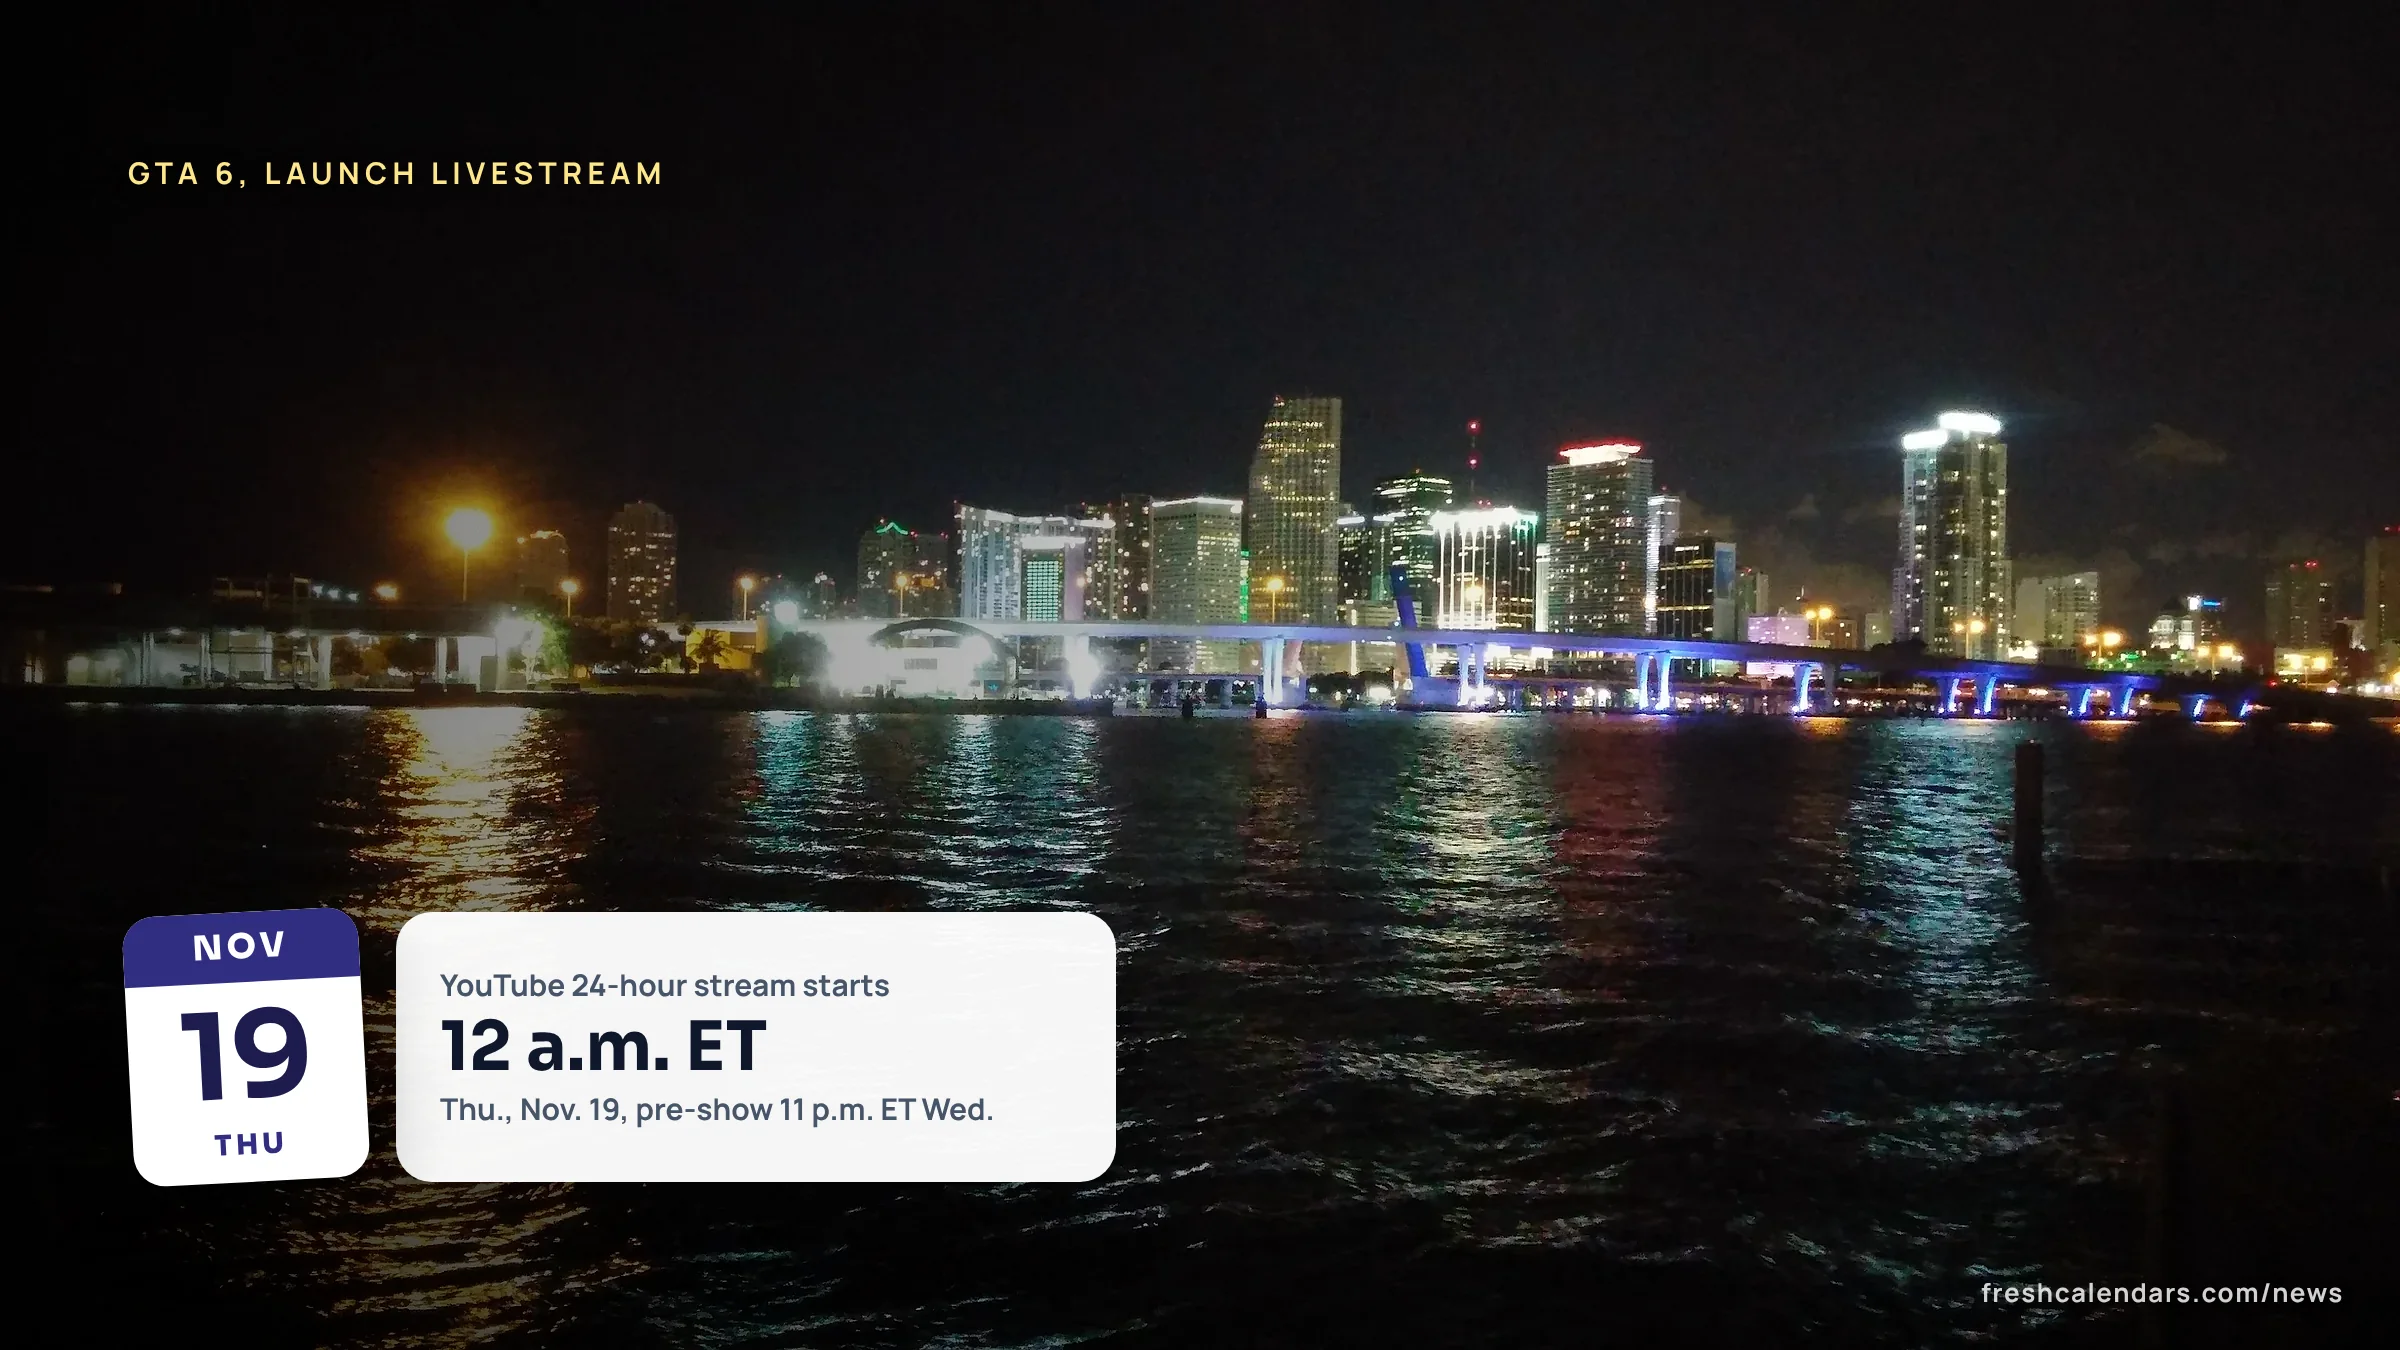 GTA 6, LAUNCH LIVESTREAM
NOV
19
THU
YouTube 24-hour stream starts
12 a.m. ET
Thu., Nov. 19, pre-show 11 p.m. ET Wed.
freshcalendars.com/news